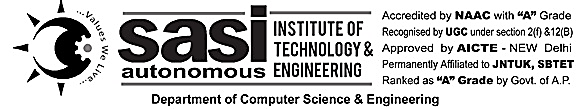 ...Values We Live...
sasi
autonomous
INSTITUTE OF
TECHNOLOGY &
ENGINEERING
Accredited by NAAC with "A" Grade
Recognised by UGC under section 2(f) &12(B)
Approved by AICTE - NEW Delhi
Permanently Affiliated to JNTUK, SBTET
Ranked as "A" Grade by Govt. of A.P.
Department of Computer Science & Engineering